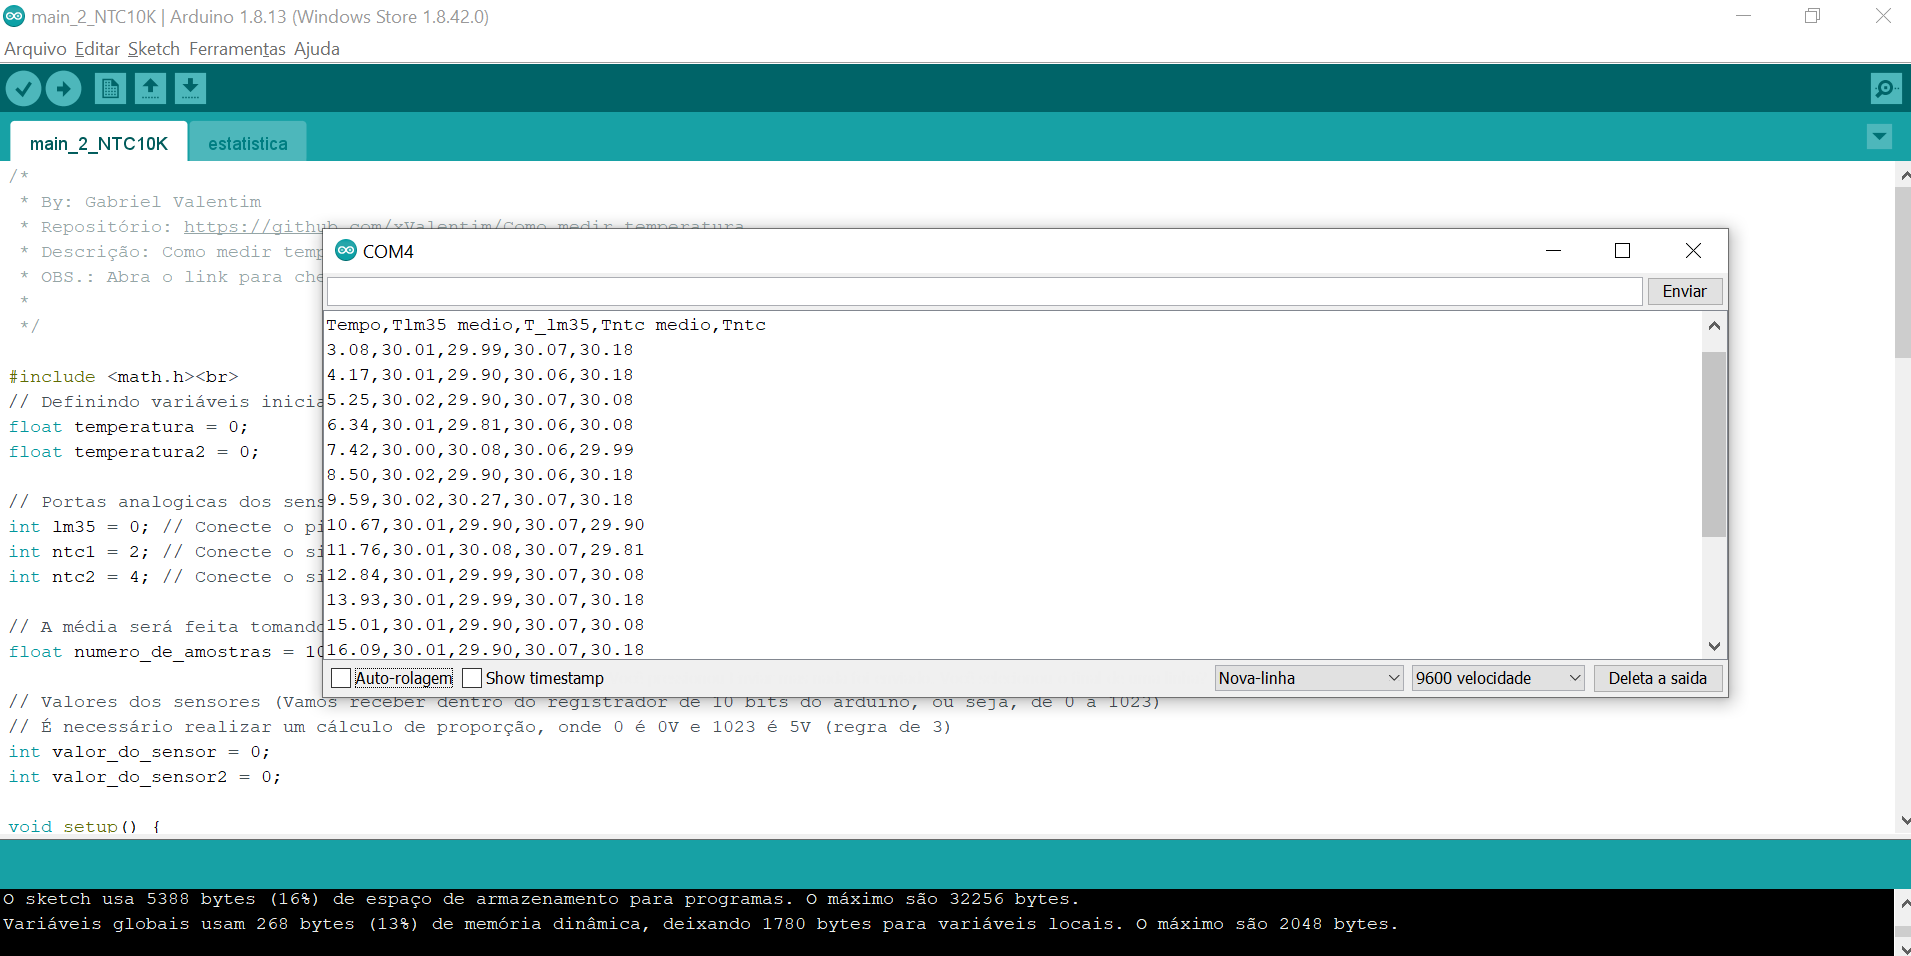 main_2_NTC10K | Arduino 1.8.13 (Windows Store 1.8.42.0)
Arquivo Editar Sketch Ferramentas Ajuda
main_2_NTC10K estatistica
/*
* By: Gabriel Valentim
* Repositório: https://github.com/xValentim/Como_medir_temperatura
* Descrição: Como medir
* OBS.: Abra o link para
*
*/
#include <math.h><br>
// Definindo variáveis
float temperatura = 0;
float temperatura2 = 0;
// Portas analogicas dos
int lm35 = 0; // Conecte o
int ntc1 = 2; // Conecte o
int ntc2 = 4; // Conecte o
// A média será feita
float numero_de_amostras =
// Valores dos sensores (Vamos receber dentro do registrador de 10 bits do arduino, ou seja, de 0 a 1023)
// É necessário realizar um cálculo de proporção, onde 0 é 0V e 1023 é 5V (regra de 3)
int valor_do_sensor = 0;
int valor_do_sensor2 = 0;
void setup() {
COM4
Enviar
Tempo,Tlm35 medio,T_lm35,Tntc medio,Tntc
3.08,30.01,29.99,30.07,30.18
4.17,30.01,29.90,30.06,30.18
5.25,30.02,29.90,30.07,30.08
6.34,30.01,29.81,30.06,30.08
7.42,30.00,30.08,30.06,29.99
8.50,30.02,29.90,30.06,30.18
9.59,30.02,30.27,30.07,30.18
10.67,30.01,29.90,30.07,29.90
11.76,30.01,30.08,30.07,29.81
12.84,30.01,29.99,30.07,30.08
13.93,30.01,29.99,30.07,30.18
15.01,30.01,29.90,30.07,30.08
16.09,30.01,29.90,30.07,30.18
Auto-rolagem Show timestamp Nova-linha 9600 velocidade Deleta a saida
O sketch usa 5388 bytes (16%) de espaço de armazenamento para programas. O máximo são 32256 bytes.
Variáveis globais usam 268 bytes (13%) de memória dinâmica, deixando 1780 bytes para variáveis locais. O máximo são 2048 bytes.